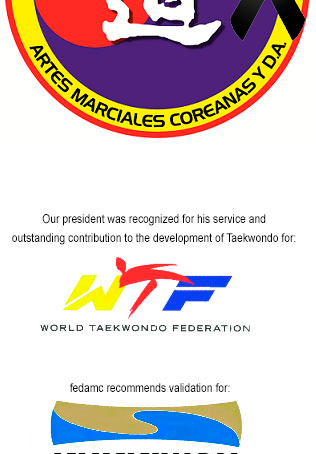 ARTES MARCIALES COREANAS Y D.A.
Our president was recognized for his service and
outstanding contribution to the development of Taekwondo for:
WTF
WORLD TAEKWONDO FEDERATION
fedamc recommends validation for: